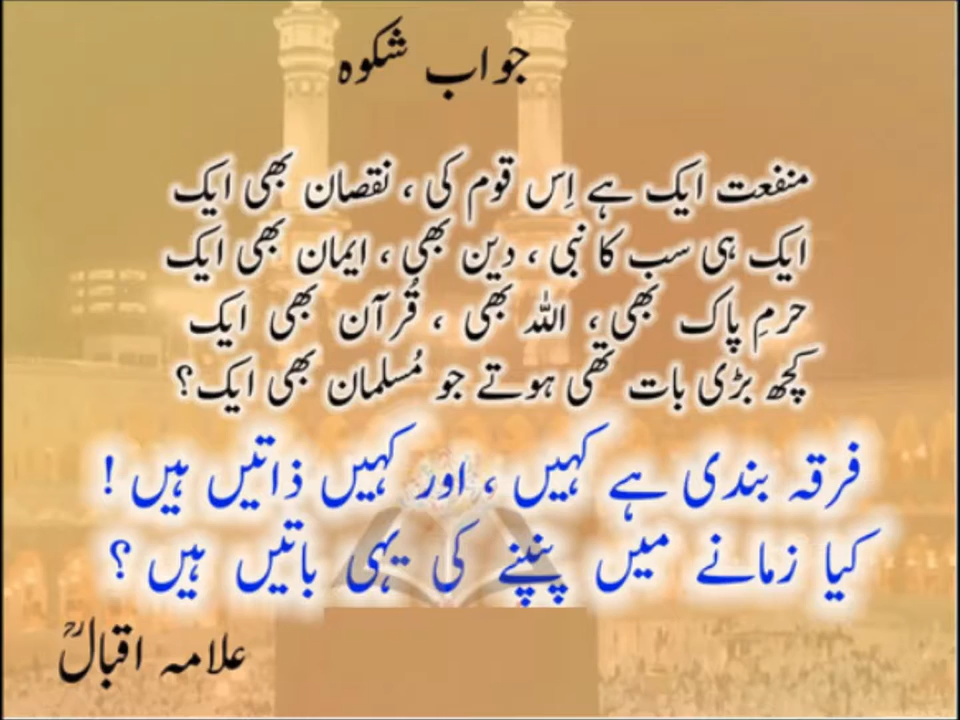 جواب شکوہ
منفعت ایک ہے اِس قوم کی ، نقصان بھی ایک
ایک ہی سب کا نبی ، دین بھی ، ایمان بھی ایک
حرمِ پاک بھی ، اللہ بھی ، قُرآن بھی ایک
کچھ بڑی بات تھی ہوتے جو مُسلمان بھی ایک؟
فرقہ بندی ہے کہیں ، اور کہیں ذاتیں ہیں !
کیا زمانے میں پنپنے کی یہی باتیں ہیں ؟
علامہ اقبالؒ